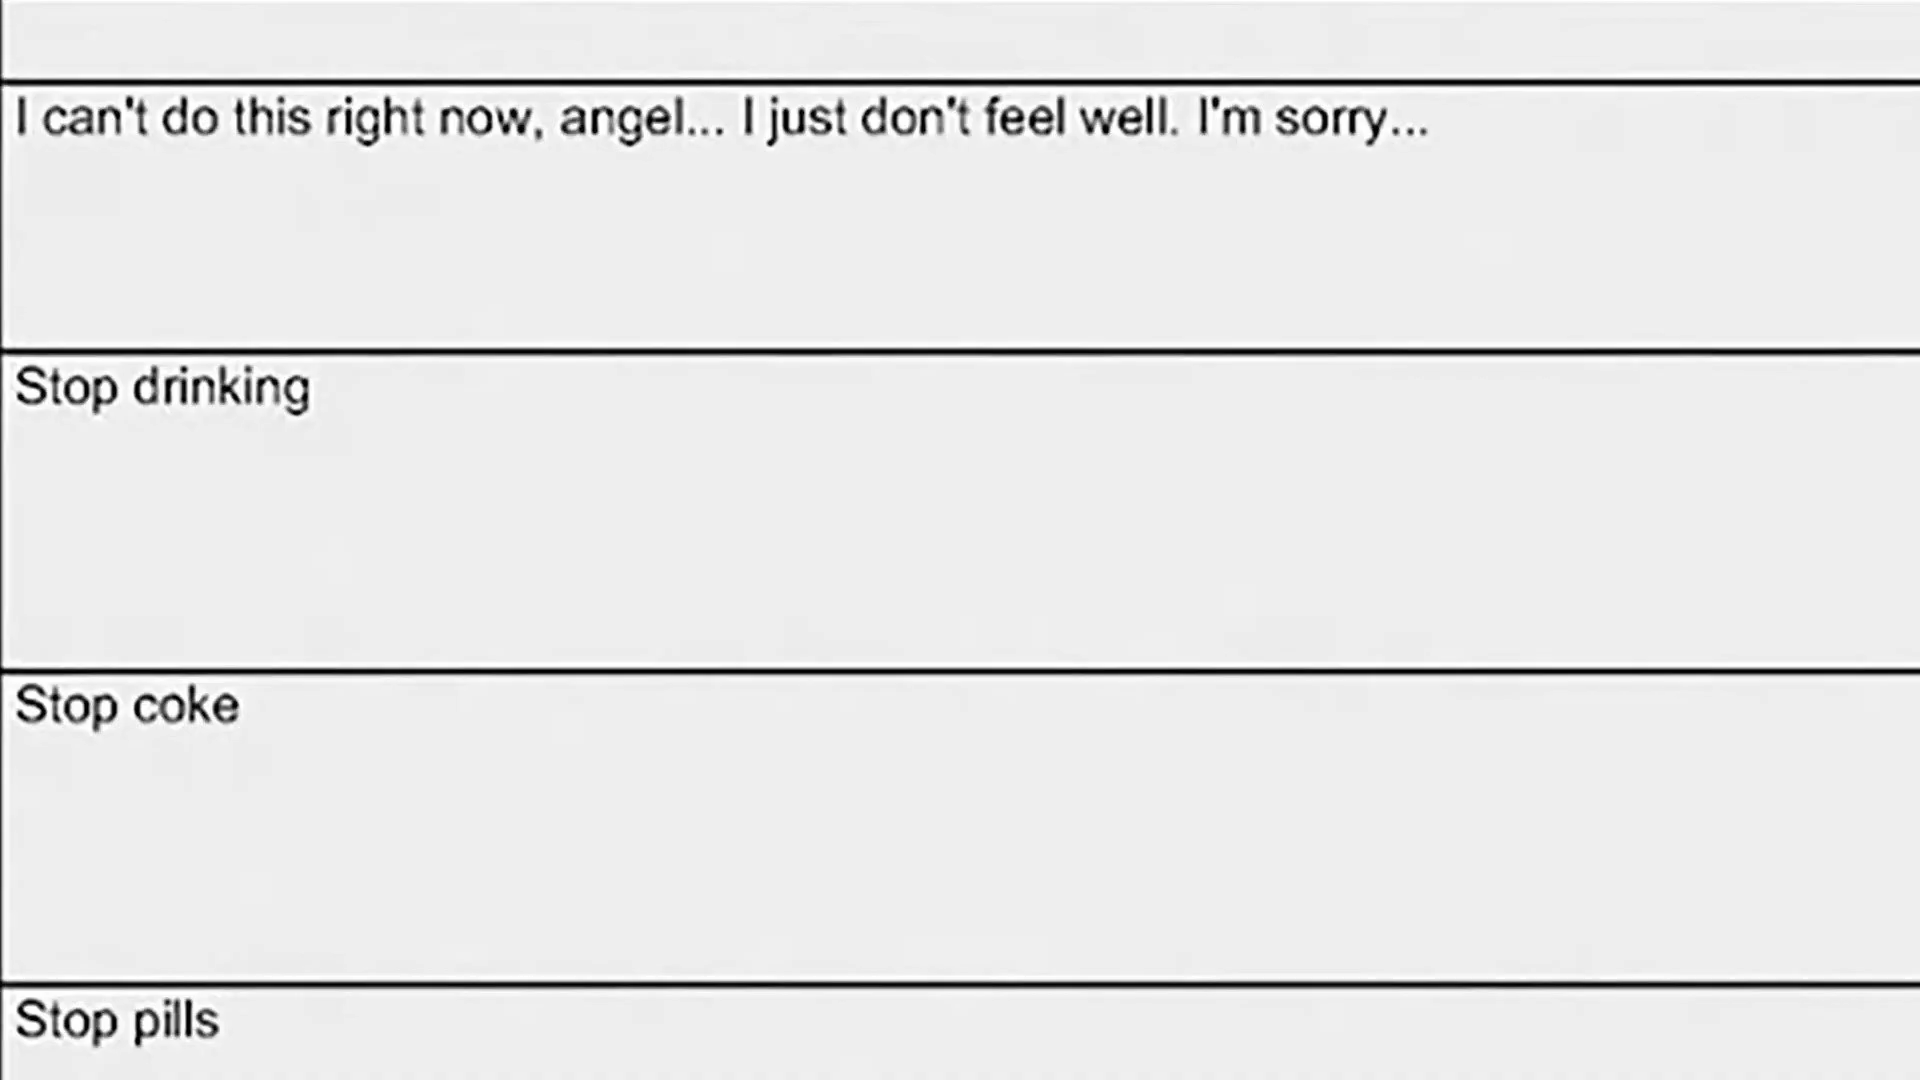 I can't do this right now, angel... I just don't feel well. I'm sorry...
Stop drinking
Stop coke
Stop pills